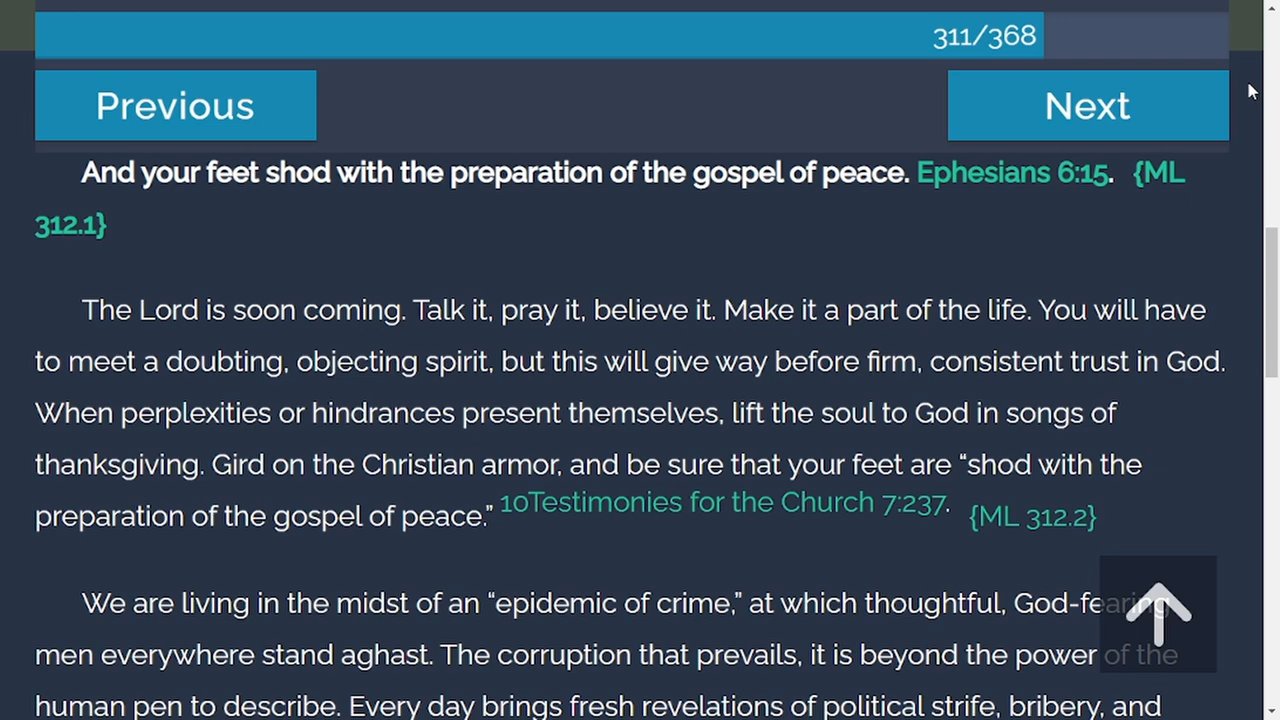 311/368
Previous
Next
And your feet shod with the preparation of the gospel of peace. Ephesians 6:15. {ML
312.1}
The Lord is soon coming. Talk it, pray it, believe it. Make it a part of the life. You will have
to meet a doubting, objecting spirit, but this will give way before firm, consistent trust in God.
When perplexities or hindrances present themselves, lift the soul to God in songs of
thanksgiving. Gird on the Christian armor, and be sure that your feet are “shod with the
preparation of the gospel of peace.” 10Testimonies for the Church 7:237. {ML 312.2}
We are living in the midst of an “epidemic of crime,” at which thoughtful, God-fearing
men everywhere stand aghast. The corruption that prevails, it is beyond the power of the
human pen to describe. Every day brings fresh revelations of political strife, bribery, and